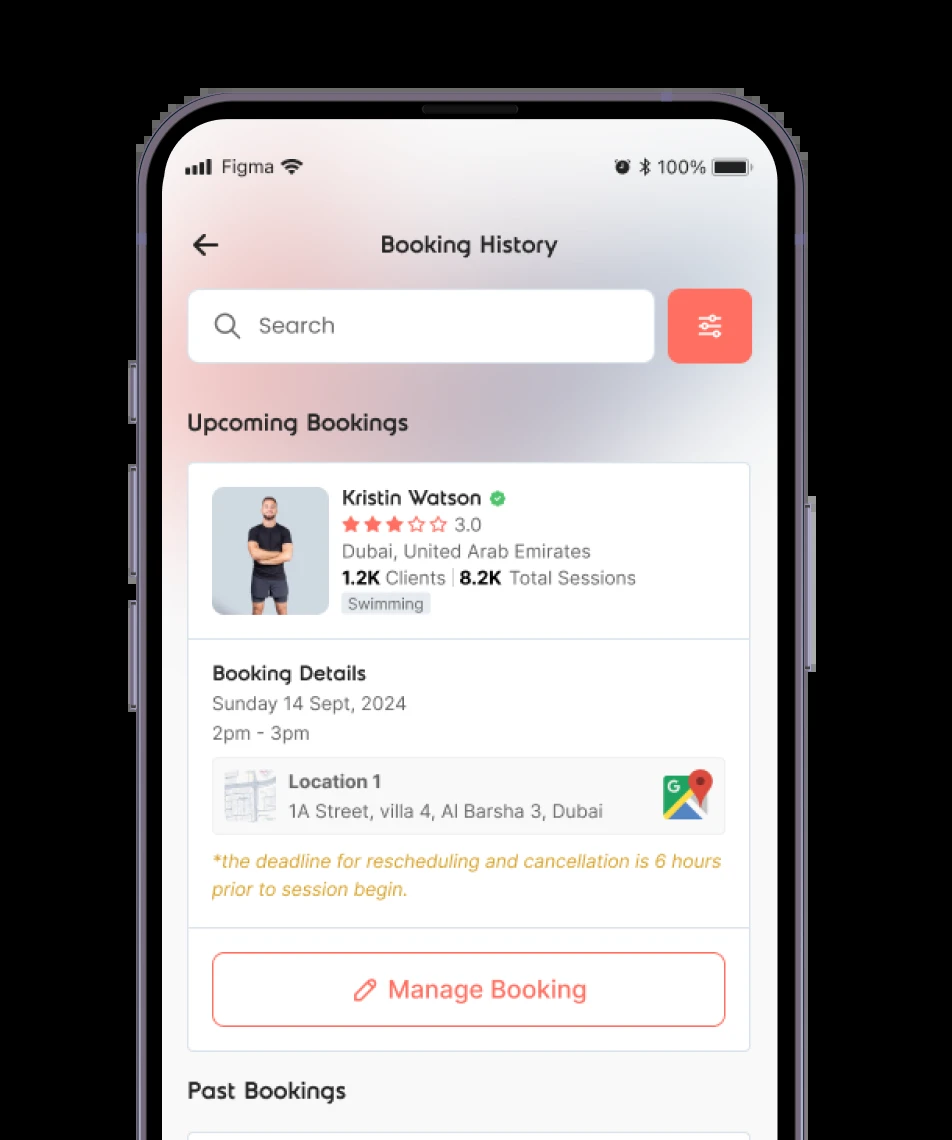 Figma
100%
Booking History
Search
Upcoming Bookings
Kristin Watson
3.0
Dubai, United Arab Emirates
1.2K Clients | 8.2K Total Sessions
Swimming
Booking Details
Sunday 14 Sept, 2024
2pm - 3pm
Location 1
G
1A Street, villa 4, Al Barsha 3, Dubai
*the deadline for rescheduling and cancellation is 6 hours
prior to session begin.
Manage Booking
Past Bookings